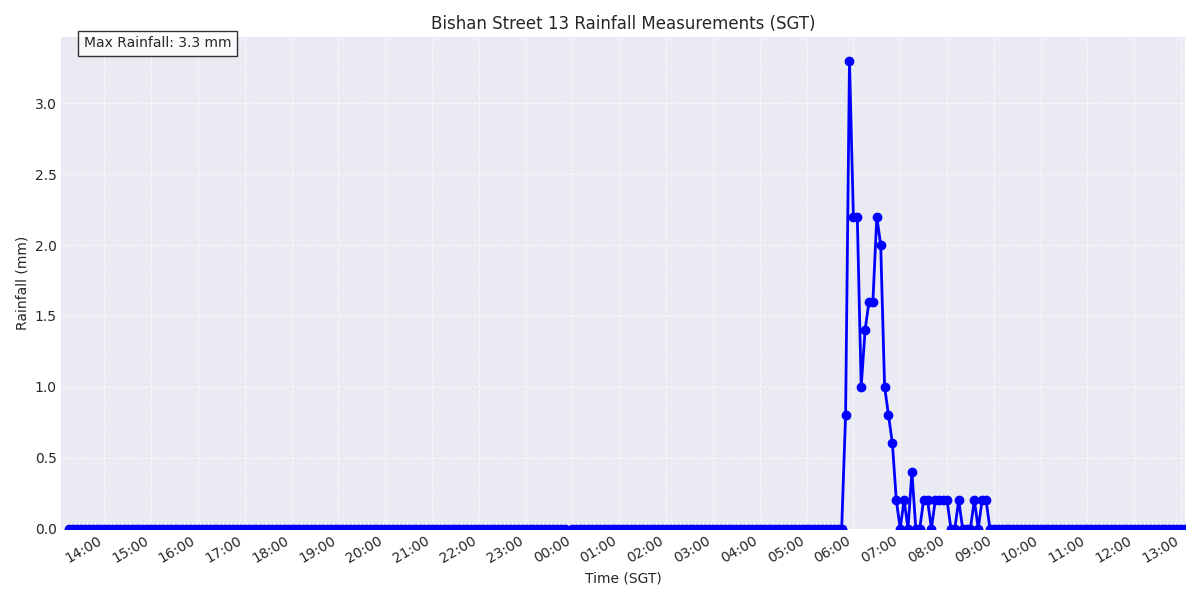 Bishan Street 13 Rainfall Measurements (SGT)
Max Rainfall: 3.3 mm
Rainfall (mm)
3.0
2.5
2.0
1.5
1.0
0.5
0.0
14:00 15:00 16:00 17:00 18:00 19:00 20:00 21:00 22:00 23:00 00:00 01:00 02:00 03:00 04:00 05:00 06:00 07:00 08:00 09:00 10:00 11:00 12:00 13:00
Time (SGT)